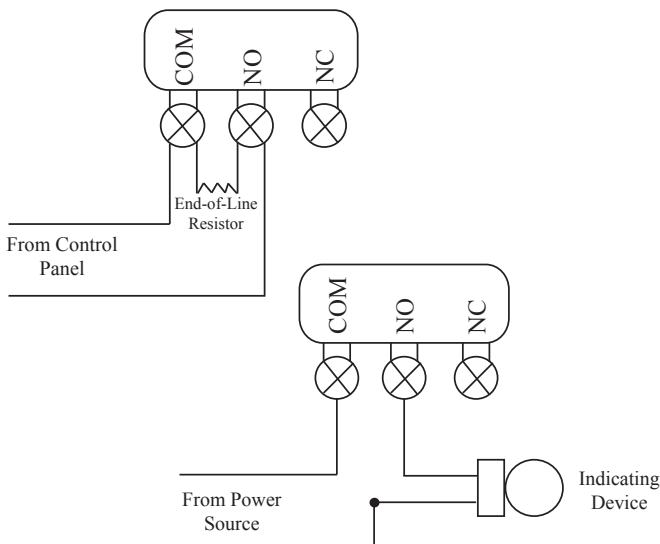 COM
NO
NC
End-of-Line
Resistor
From Control
Panel
COM
NO
NC
From Power
Source
Indicating
Device